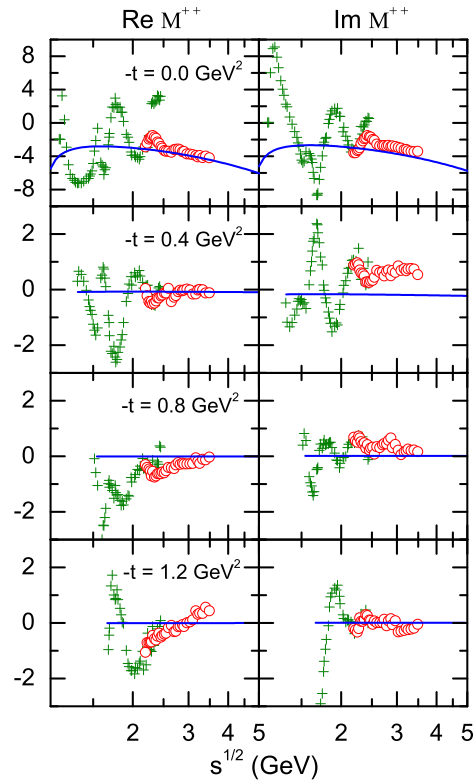 Re M⁺⁺ Im M⁺⁺
-t = 0.0 GeV²
8
4
0
-4
-8
-t = 0.4 GeV²
2
0
-2
-t = 0.8 GeV²
2
0
-2
-t = 1.2 GeV²
2
0
-2
2 3 4 5 2 3 4 5
s^{1/2} (GeV)